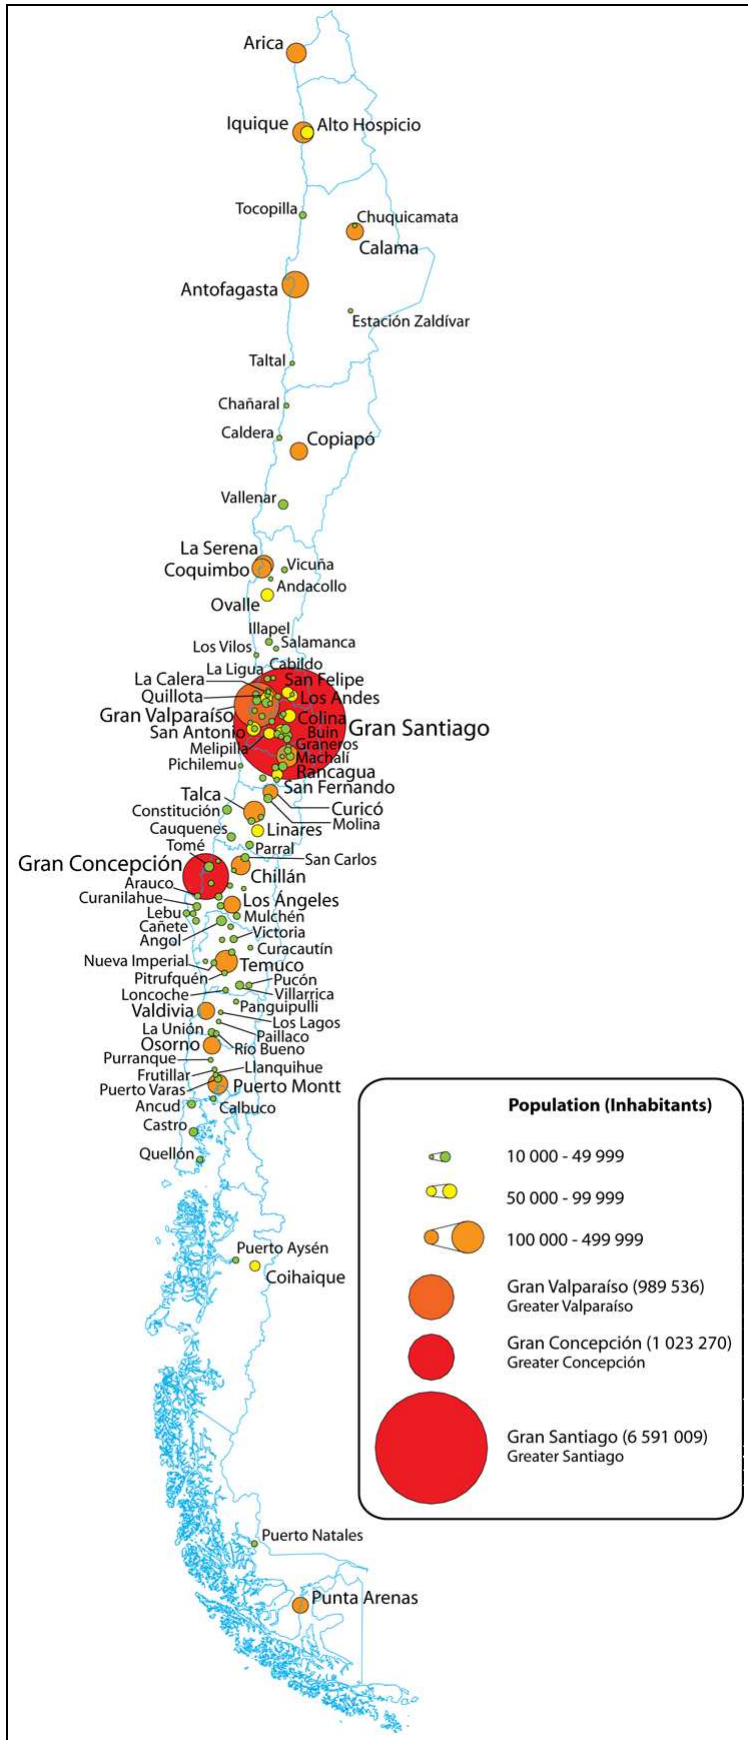 Arica
Iquique
Alto Hospicio
Tocopilla
Chuquicamata
Calama
Antofagasta
Estación Zaldívar
Taltal
Chañaral
Caldera
Copiapó
Vallenar
La Serena
Coquimbo
Vicuña
Andacollo
Ovalle
Illapel
Salamanca
Los Vilos
La Ligua
Cabildo
La Calera
San Felipe
Quillota
Los Andes
Gran Valparaíso
Colina
Gran Santiago
San Antonio
Buin
Melipilla
Graneros
Machalí
Pichilemu
Rancagua
San Fernando
Talca
Constitución
Curicó
Molina
Cauquenes
Linares
Tomé
Parral
San Carlos
Gran Concepción
Chillán
Arauco
Curanilahue
Los Ángeles
Lebu
Mulchén
Cañete
Angol
Victoria
Curacautín
Nueva Imperial
Temuco
Pitrufquén
Pucón
Loncoche
Villarrica
Panguipulli
Valdivia
Los Lagos
La Unión
Paillaco
Osorno
Río Bueno
Purranque
Frutillar
Llanquihue
Puerto Varas
Puerto Montt
Ancud
Calbuco
Castro
Quellón
Puerto Aysén
Coihaique
Puerto Natales
Punta Arenas
Population (Inhabitants)
10 000 - 49 999
50 000 - 99 999
100 000 - 499 999
Gran Valparaíso (989 536)
Greater Valparaíso
Gran Concepción (1 023 270)
Greater Concepción
Gran Santiago (6 591 009)
Greater Santiago